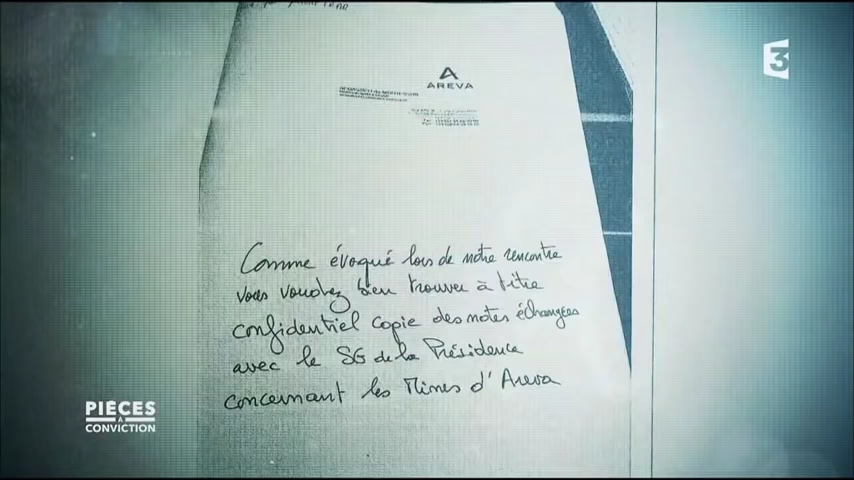 3
A
AREVA
Comme évoqué lors de notre rencontre
vous voudrez bien trouver à titre
confidentiel copie des notes échangées
avec le SG de la Présidence
concernant les Mines d'Areva
PIÈCES
À
CONVICTION